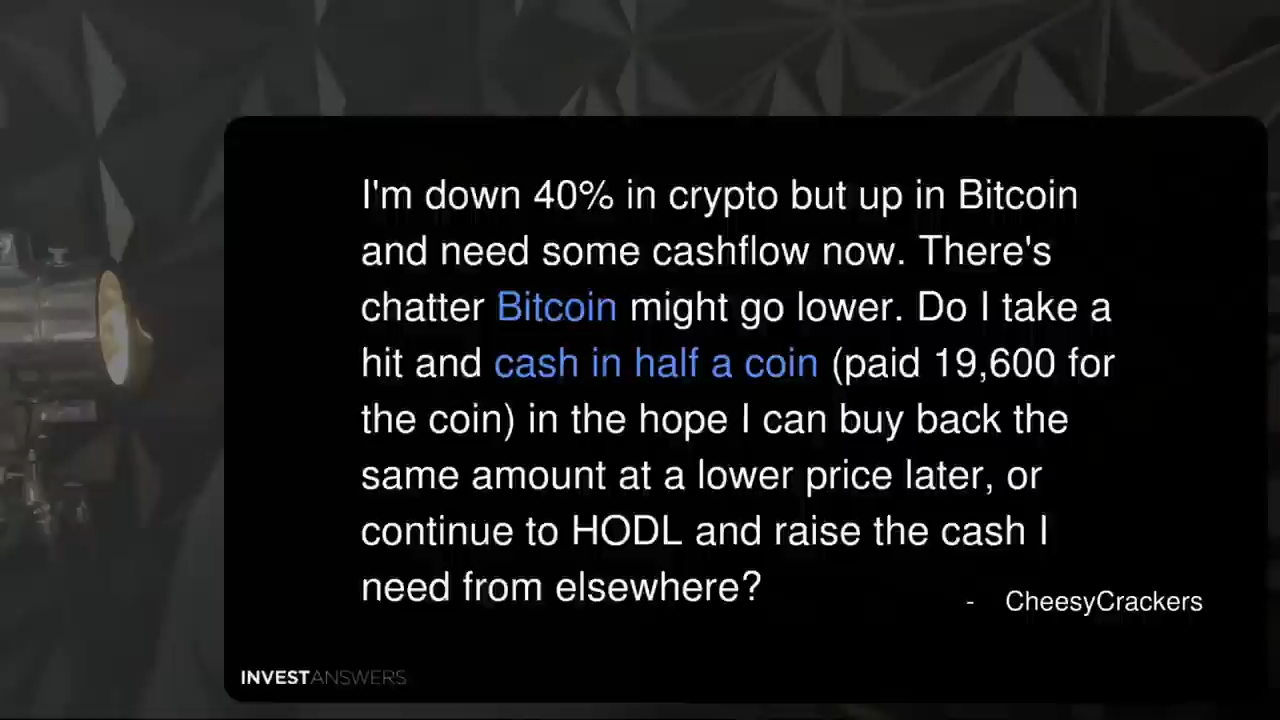 I'm down 40% in crypto but up in Bitcoin
and need some cashflow now. There's
chatter Bitcoin might go lower. Do I take a
hit and cash in half a coin (paid 19,600 for
the coin) in the hope I can buy back the
same amount at a lower price later, or
continue to HODL and raise the cash I
need from elsewhere?
- CheesyCrackers
INVESTANSWERS